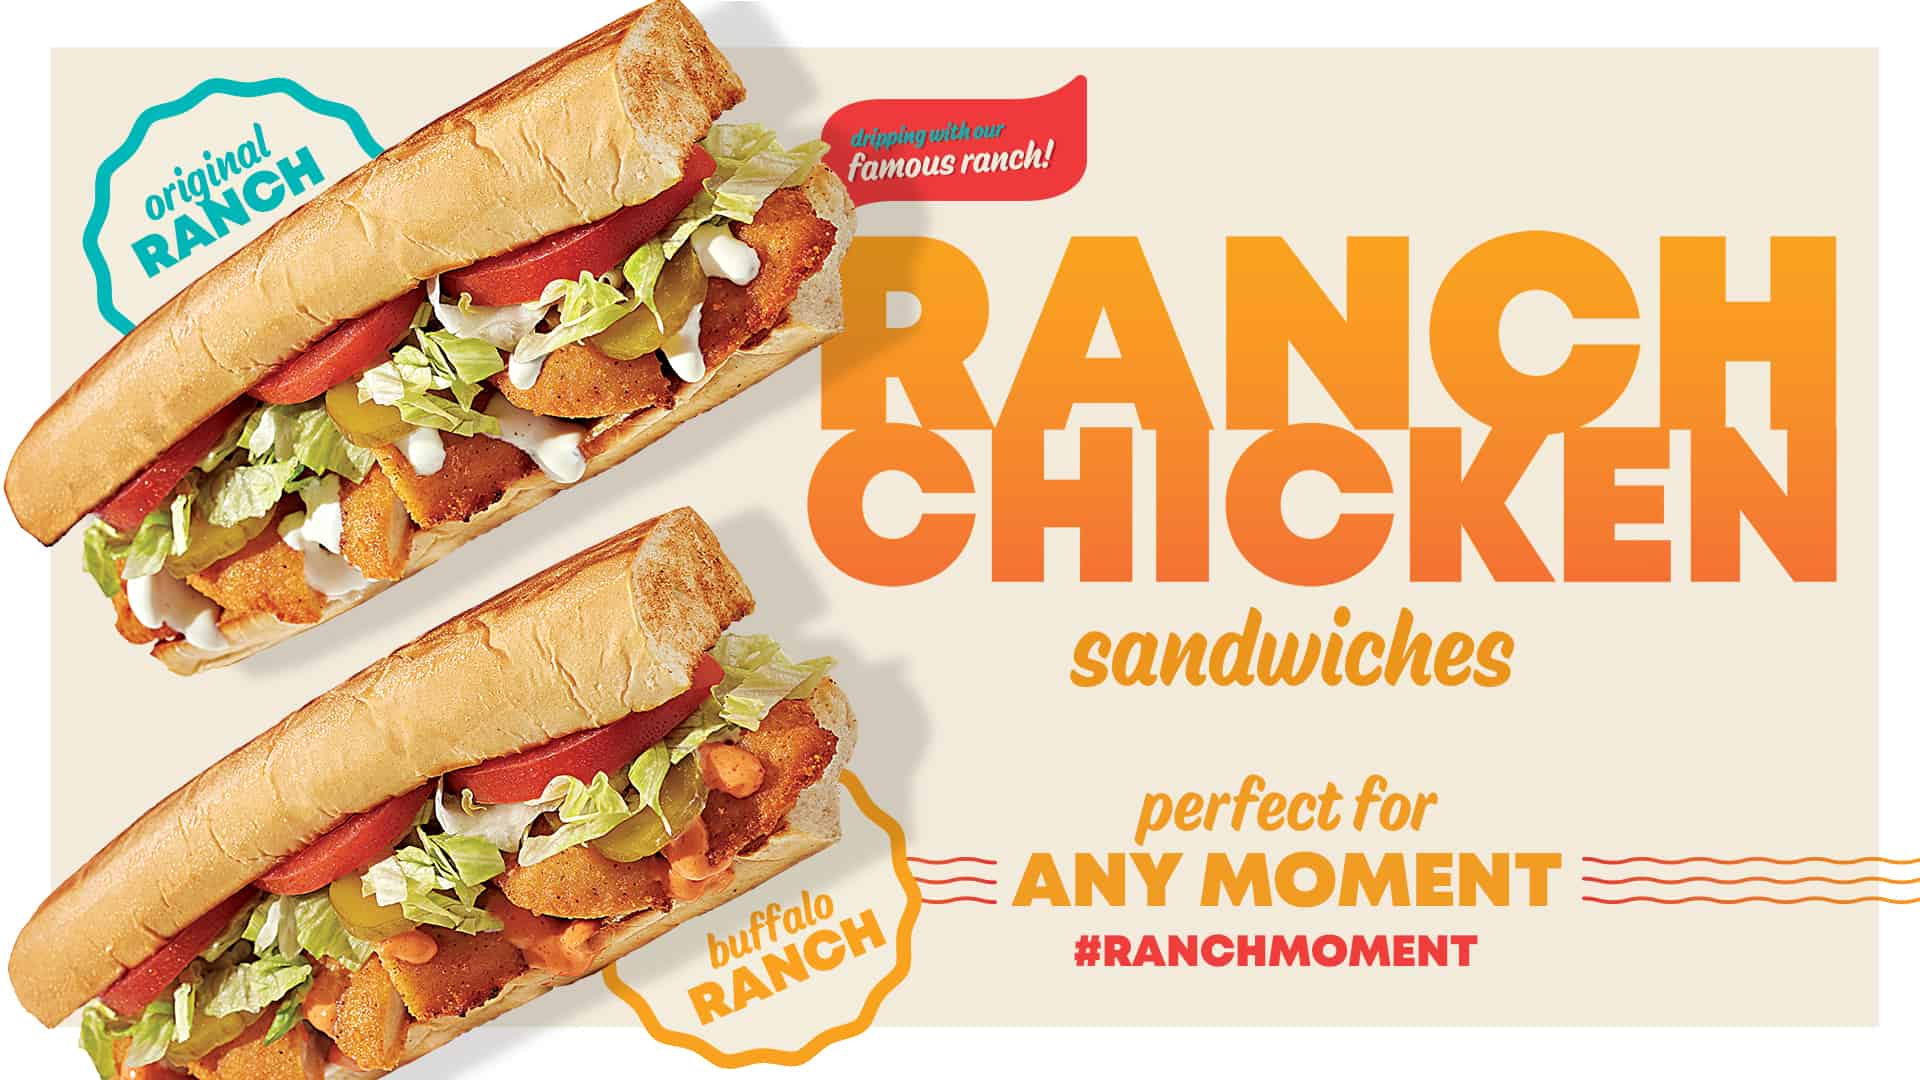 original
RANCH
dripping with our
famous ranch!
RANCH
CHICKEN
sandwiches
perfect for
ANY MOMENT
#RANCHMOMENT
buffalo
RANCH